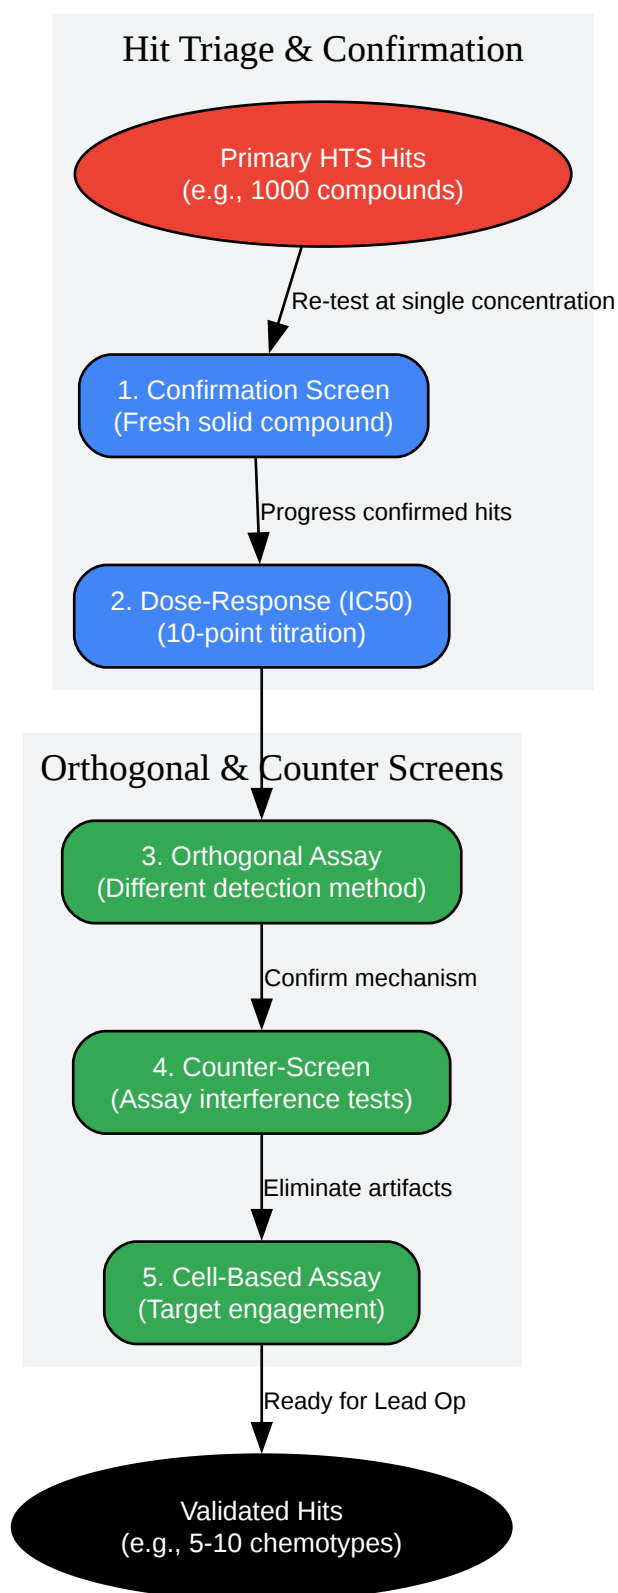 Hit Triage & Confirmation
Primary HTS Hits
(e.g., 1000 compounds)
Re-test at single concentration
1. Confirmation Screen
(Fresh solid compound)
Progress confirmed hits
2. Dose-Response (IC50)
(10-point titration)
Orthogonal & Counter Screens
3. Orthogonal Assay
(Different detection method)
Confirm mechanism
4. Counter-Screen
(Assay interference tests)
Eliminate artifacts
5. Cell-Based Assay
(Target engagement)
Ready for Lead Op
Validated Hits
(e.g., 5-10 chemotypes)